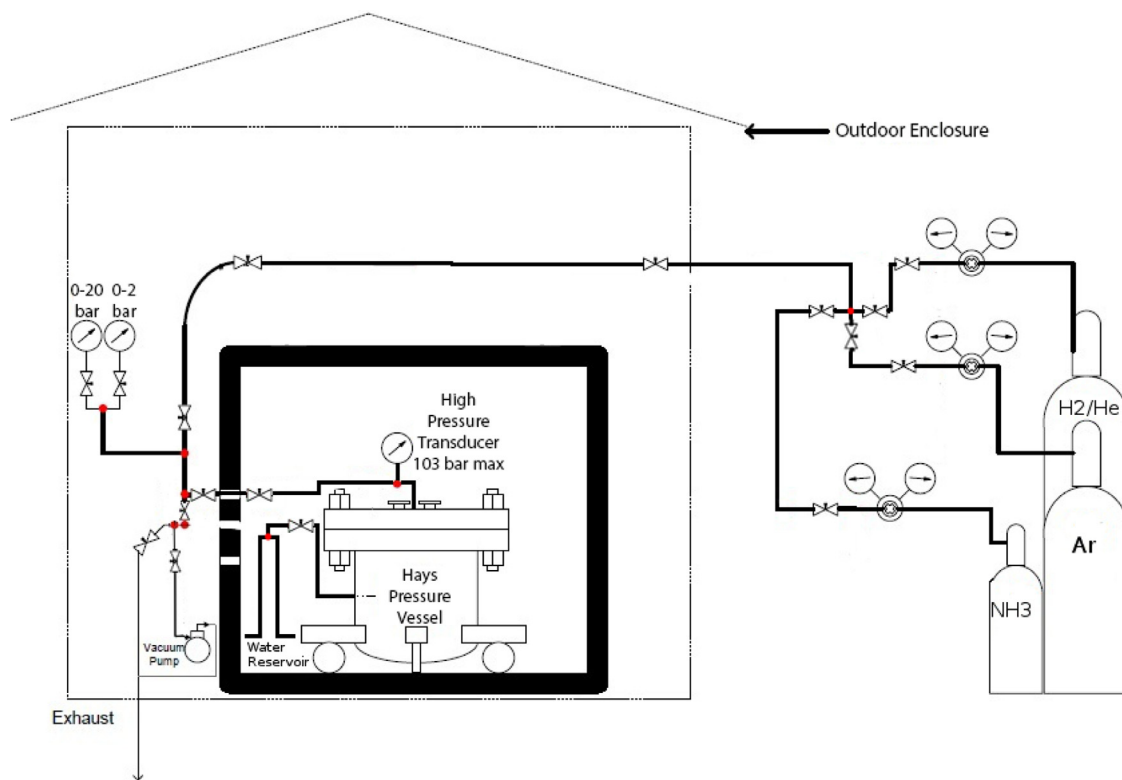 Outdoor Enclosure
0-20
bar
0-2
bar
High
Pressure
Transducer
103 bar max
H2/He
Ar
NH3
Hays
Pressure
Vessel
Water
Reservoir
Vacuum
Pump
Exhaust